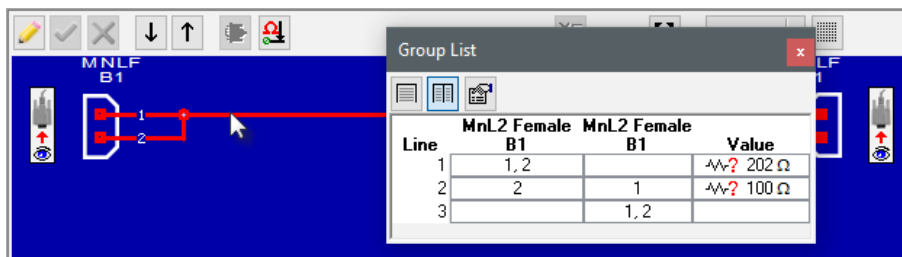 MNLF
B1
1
2
LF
1
Group List
x
MnL2 Female MnL2 Female
Line B1 B1 Value
1 1, 2 ? 202 Ω
2 2 1 ? 100 Ω
3 1, 2